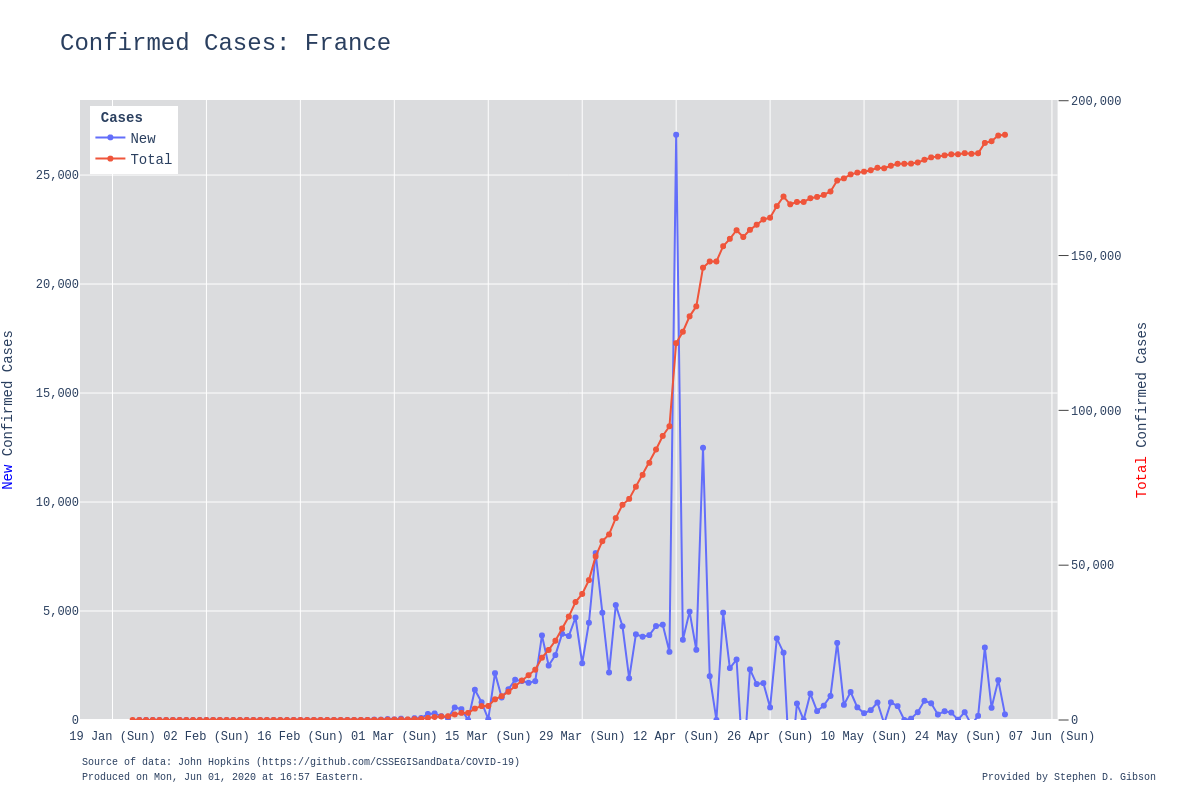 Confirmed Cases: France
Cases
New
Total
25,000
20,000
15,000
10,000
5,000
0
New Confirmed Cases
200,000
150,000
100,000
50,000
0
Total Confirmed Cases
19 Jan (Sun) 02 Feb (Sun) 16 Feb (Sun) 01 Mar (Sun) 15 Mar (Sun) 29 Mar (Sun) 12 Apr (Sun) 26 Apr (Sun) 10 May (Sun) 24 May (Sun) 07 Jun (Sun)
Source of data: John Hopkins (https://github.com/CSSEGISandData/COVID-19)
Produced on Mon, Jun 01, 2020 at 16:57 Eastern.
Provided by Stephen D. Gibson